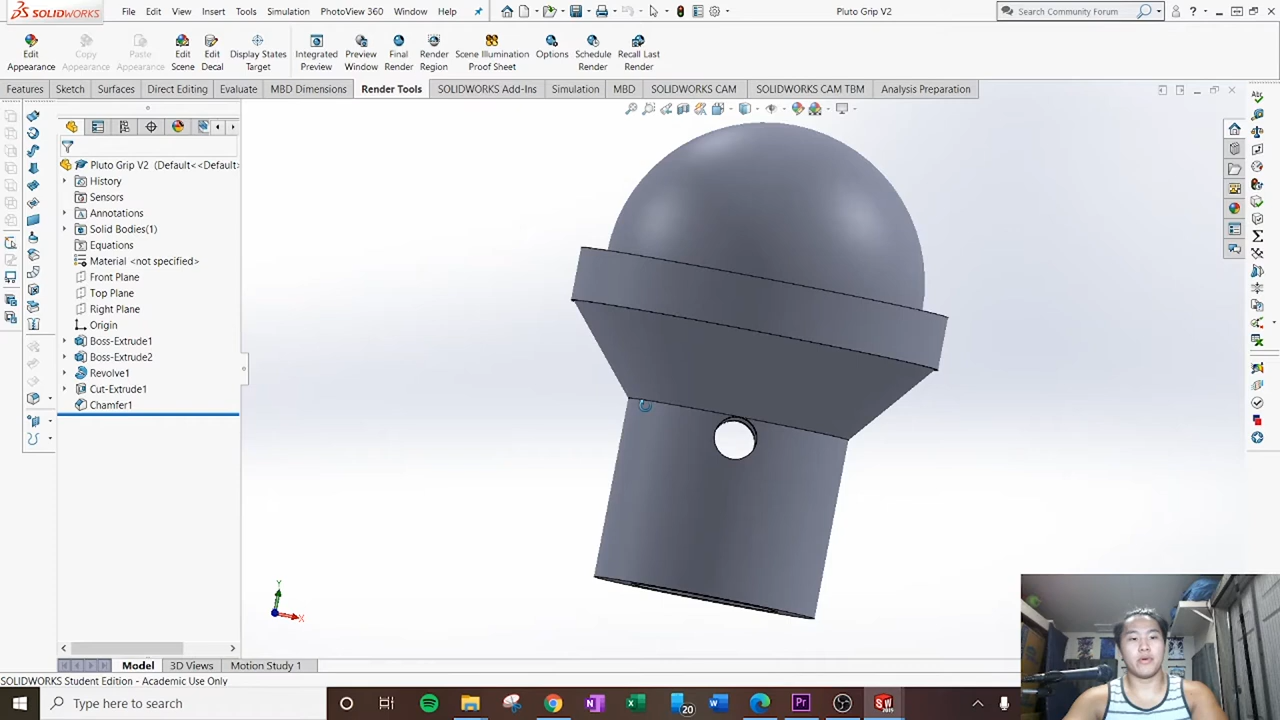 SOLIDWORKS File Edit View Insert Tools Simulation PhotoView 360 Window Help Pluto Grip V2 Search Community Forum
Edit Appearance
Copy Appearance
Paste Appearance
Edit Scene
Edit Decal
Display States Target
Integrated Preview
Preview Window
Final Render
Render Region
Scene Illumination Proof Sheet
Options
Schedule Render
Recall Last Render
Features Sketch Surfaces Direct Editing Evaluate MBD Dimensions Render Tools SOLIDWORKS Add-Ins Simulation MBD SOLIDWORKS CAM SOLIDWORKS CAM TBM Analysis Preparation
Pluto Grip V2 (Default<<Default>
History
Sensors
Annotations
Solid Bodies(1)
Equations
Material <not specified>
Front Plane
Top Plane
Right Plane
Origin
Boss-Extrude1
Boss-Extrude2
Revolve1
Cut-Extrude1
Chamfer1
Y
X
Model 3D Views Motion Study 1
SOLIDWORKS Student Edition - Academic Use Only
Type here to search 20